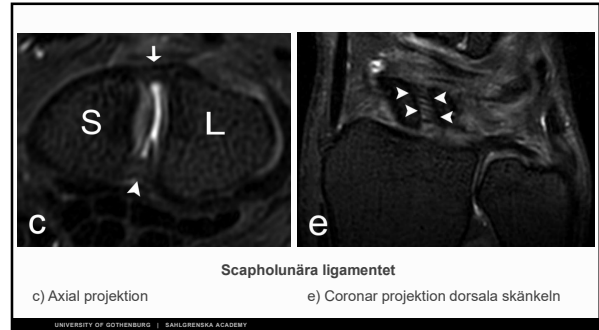 S
L
c
e
Scapholunära ligamentet
c) Axial projektion
e) Coronar projektion dorsala skänkeln
UNIVERSITY OF GOTHENBURG | SAHLGRENSKA ACADEMY